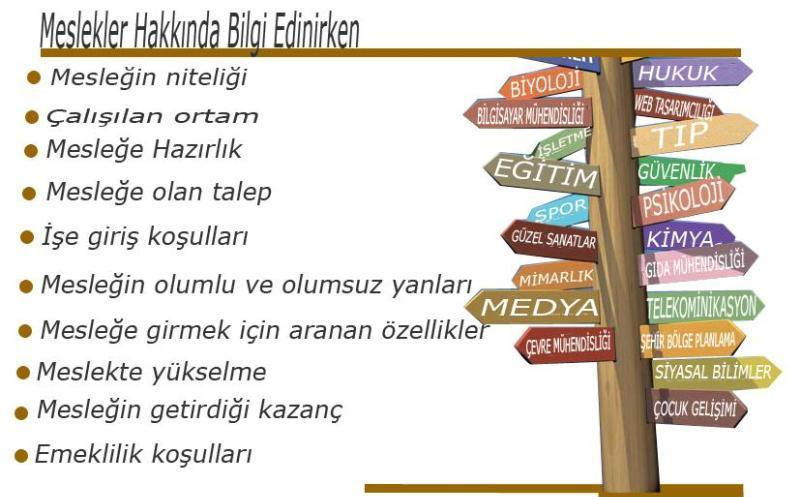 Meslekler Hakkında Bilgi Edinirken
Mesleğin niteliği
Çalışılan ortam
Mesleğe Hazırlık
Mesleğe olan talep
İşe giriş koşulları
Mesleğin olumlu ve olumsuz yanları
Mesleğe girmek için aranan özellikler
Meslekte yükselme
Mesleğin getirdiği kazanç
Emeklilik koşulları
BİYOLOJİ
BİLGİSAYAR MÜHENDİSLİĞİ
İŞLETME
EĞİTİM
SPOR
GÜZEL SANATLAR
MİMARLIK
MEDYA
ÇEVRE MÜHENDİSLİĞİ
HUKUK
WEB TASARIMCILIĞI
TIP
GÜVENLİK
PSİKOLOJİ
KİMYA
GIDA MÜHENDİSLİĞİ
TELEKOMİNİKASYON
ŞEHİR BÖLGE PLANLAMA
SİYASAL BİLİMLER
ÇOCUK GELİŞİMİ